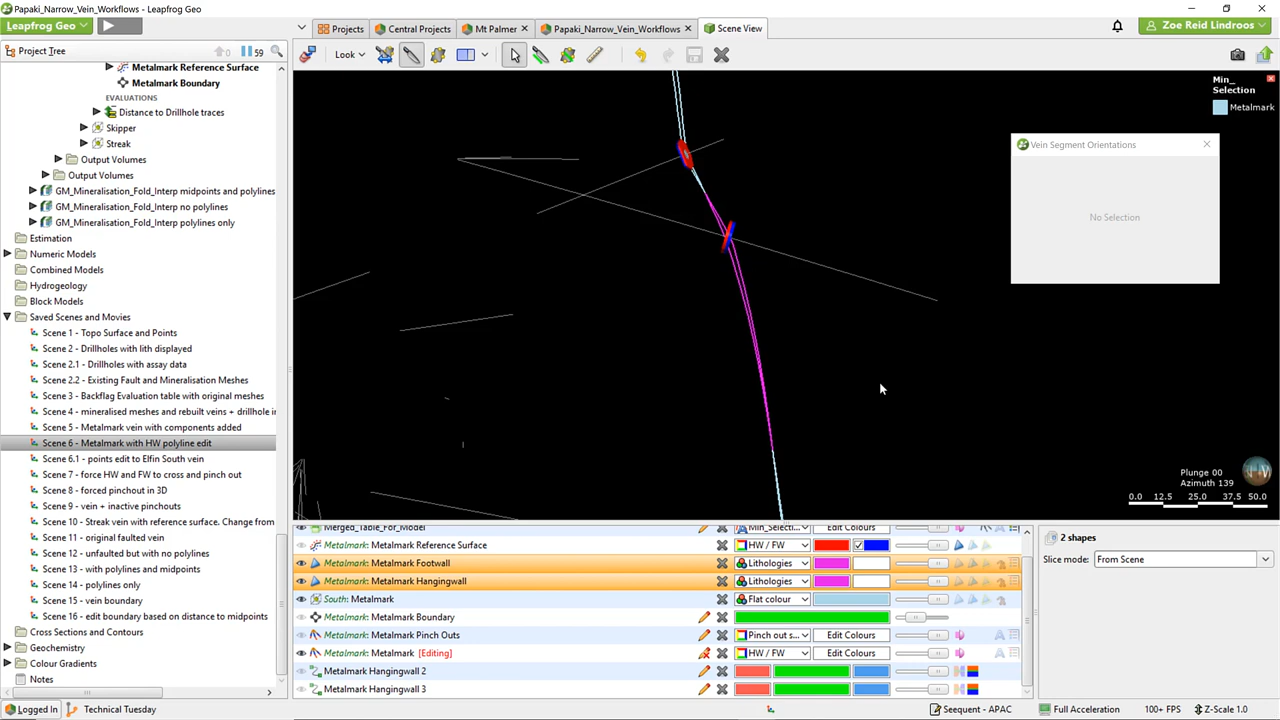 Papaki_Narrow_Vein_Workflows - Leapfrog Geo
Leapfrog Geo
Projects
Central Projects
Mt Palmer
Papaki_Narrow_Vein_Workflows
Scene View
Zoe Reid Lindroos
Project Tree
0
59
Look
Metalmark Reference Surface
Metalmark Boundary
EVALUATIONS
Distance to Drillhole traces
Skipper
Streak
Output Volumes
Output Volumes
GM_Mineralisation_Fold_Interp midpoints and polylines
GM_Mineralisation_Fold_Interp no polylines
GM_Mineralisation_Fold_Interp polylines only
Estimation
Numeric Models
Combined Models
Hydrogeology
Block Models
Saved Scenes and Movies
Scene 1 - Topo Surface and Points
Scene 2 - Drillholes with lith displayed
Scene 2.1 - Drillholes with assay data
Scene 2.2 - Existing Fault and Mineralisation Meshes
Scene 3 - Backflag Evaluation table with original meshes
Scene 4 - mineralised meshes and rebuilt veins + drillhole in
Scene 5 - Metalmark vein with components added
Scene 6 - Metalmark with HW polyline edit
Scene 6.1 - points edit to Elfin South vein
Scene 7 - force HW and FW to cross and pinch out
Scene 8 - forced pinchout in 3D
Scene 9 - vein + inactive pinchouts
Scene 10 - Streak vein with reference surface. Change from
Scene 11 - original faulted vein
Scene 12 - unfaulted but with no polylines
Scene 13 - with polylines and midpoints
Scene 14 - polylines only
Scene 15 - vein boundary
Scene 16 - edit boundary based on distance to midpoints
Cross Sections and Contours
Geochemistry
Colour Gradients
Notes
Min_
Selection
Metalmark
Vein Segment Orientations
No Selection
Plunge 00
Azimuth 139
0.0 12.5 25.0 37.5 50.0
Merged_Table_For_Model
Min_Selecti...
Edit Colours
Metalmark: Metalmark Reference Surface
HW / FW
Metalmark: Metalmark Footwall
Lithologies
Metalmark: Metalmark Hangingwall
Lithologies
South: Metalmark
Flat colour
Metalmark: Metalmark Boundary
Metalmark: Metalmark Pinch Outs
Pinch out s...
Edit Colours
Metalmark: Metalmark [Editing]
HW / FW
Edit Colours
Metalmark Hangingwall 2
Metalmark Hangingwall 3
2 shapes
Slice mode:
From Scene
Logged In
Technical Tuesday
Seequent - APAC
Full Acceleration
100+ FPS
Z-Scale 1.0